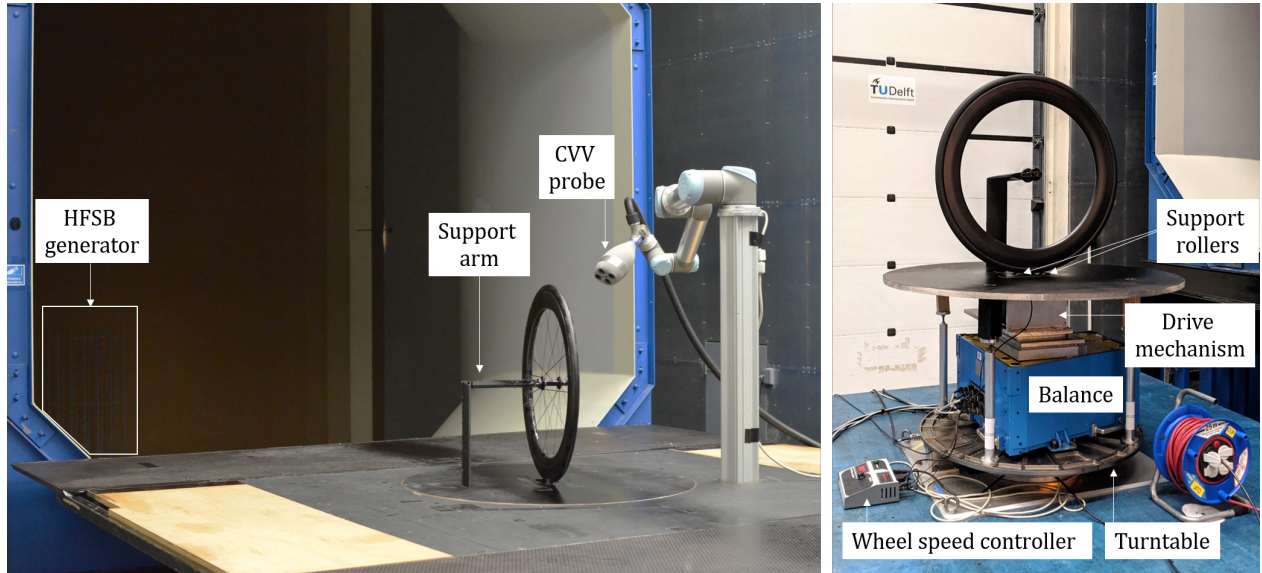 HFSB
generator
Support
arm
CVV
probe
TUDelft
Support
rollers
Drive
mechanism
Balance
Wheel speed controller
Turntable